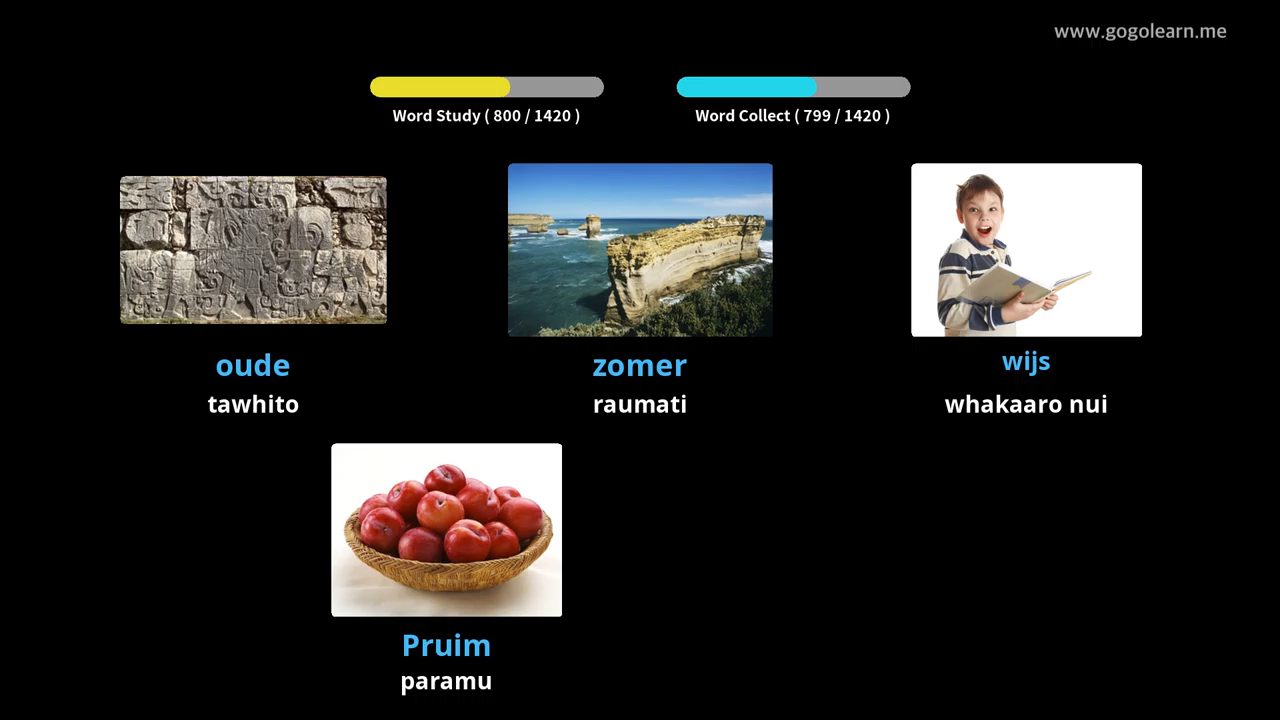 www.gogolearn.me
Word Study ( 800 / 1420 )
Word Collect ( 799 / 1420 )
oude
zomer
wijs
tawhito
raumati
whakaaro nui
Pruim
paramu